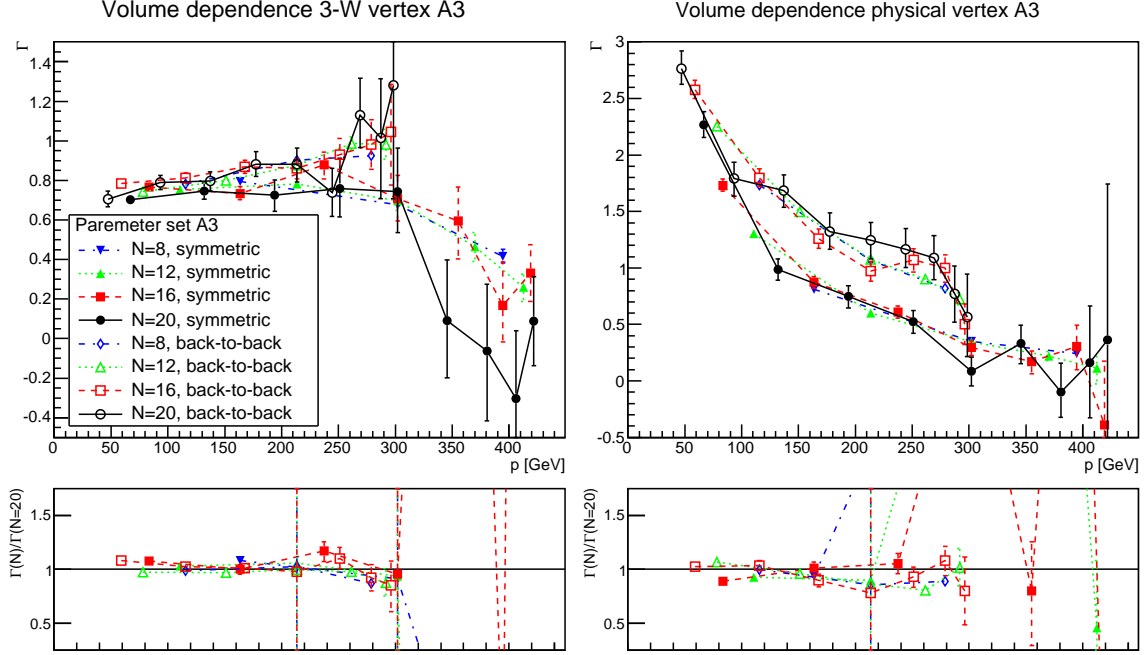 Volume dependence 3-W vertex A3
Γ
1.4
1.2
1
0.8
0.6
0.4
0.2
0
-0.2
-0.4
Paremeter set A3
N=8, symmetric
N=12, symmetric
N=16, symmetric
N=20, symmetric
N=8, back-to-back
N=12, back-to-back
N=16, back-to-back
N=20, back-to-back
0 50 100 150 200 250 300 350 400
p [GeV]
Γ(N)/Γ(N=20)
1.5
1
0.5
Volume dependence physical vertex A3
Γ
3
2.5
2
1.5
1
0.5
0
-0.5
0 50 100 150 200 250 300 350 400
p [GeV]
Γ(N)/Γ(N=20)
1.5
1
0.5